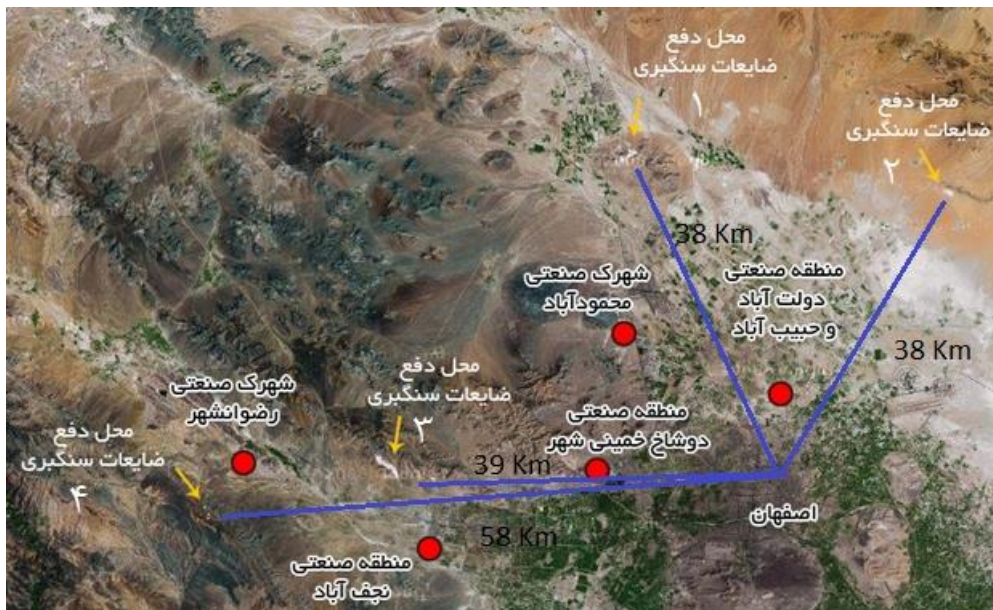 محل دفع
ضایعات سنگبری
۱
محل دفع
ضایعات سنگبری
۲
38 Km
منطقه صنعتی
دولت آباد
و حبیب آباد
شهرک صنعتی
محمودآباد
38 Km
محل دفع
ضایعات سنگبری
۳
شهرک صنعتی
رضوانشهر
منطقه صنعتی
دوشاخ خمینی شهر
محل دفع
ضایعات سنگبری
۴
39 Km
اصفهان
58 Km
منطقه صنعتی
نجف آباد